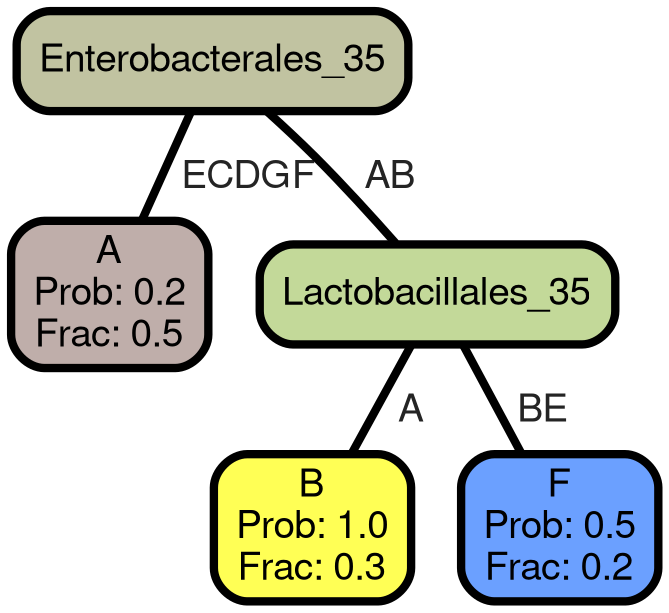 Enterobacterales_35
ECDGF
AB
A
Prob: 0.2
Frac: 0.5
Lactobacillales_35
A
BE
B
Prob: 1.0
Frac: 0.3
F
Prob: 0.5
Frac: 0.2